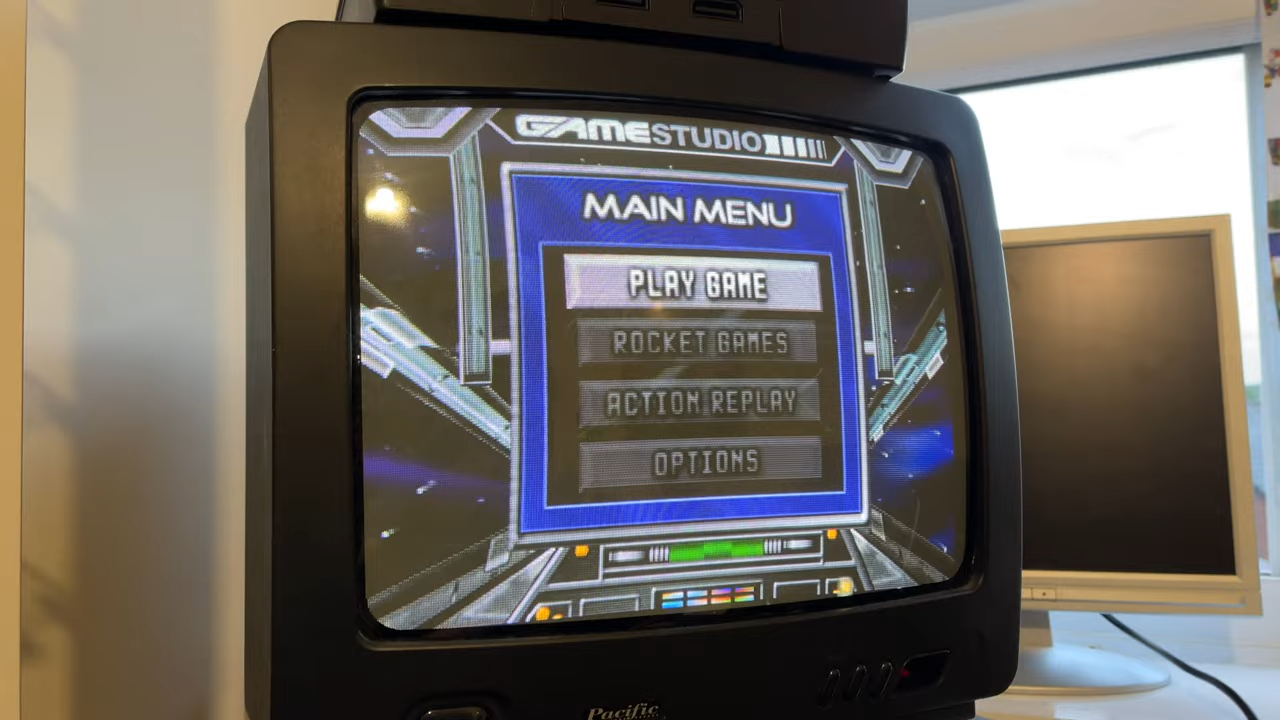 GAMESTUDIO
MAIN MENU
PLAY GAME
ROCKET GAMES
ACTION REPLAY
OPTIONS
Pacific